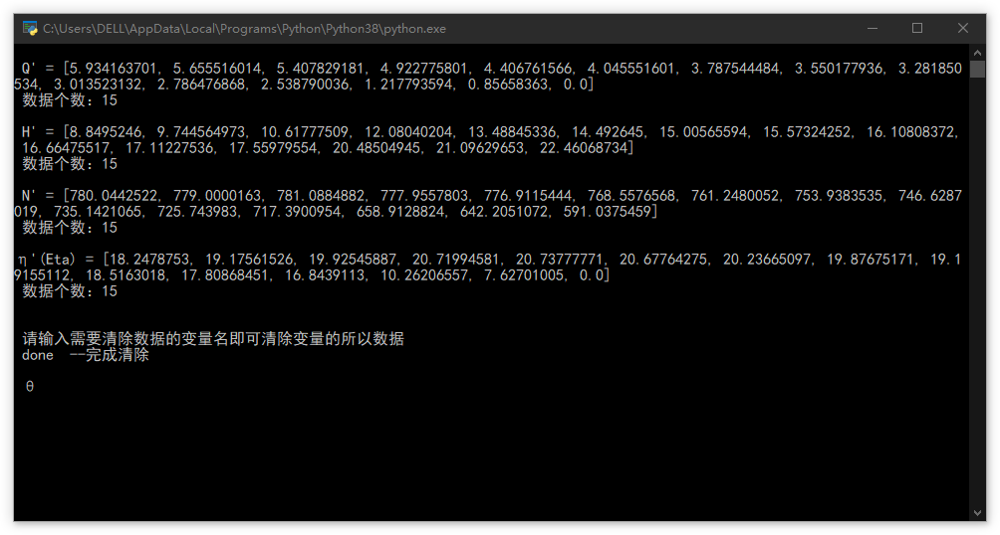 C:\Users\DELL\AppData\Local\Programs\Python\Python38\python.exe
Q' = [5.934163701, 5.655516014, 5.407829181, 4.922775801, 4.406761566, 4.045551601, 3.787544484, 3.550177936, 3.281850
534, 3.013523132, 2.786476868, 2.538790036, 1.217793594, 0.85658363, 0.0]
数据个数：15
H' = [8.8495246, 9.744564973, 10.61777509, 12.08040204, 13.48845336, 14.492645, 15.00565594, 15.57324252, 16.10808372,
16.66475517, 17.11227536, 17.55979554, 20.48504945, 21.09629653, 22.46068734]
数据个数：15
N' = [780.0442522, 779.0000163, 781.0884882, 777.9557803, 776.9115444, 768.5576568, 761.2480052, 753.9383535, 746.6287
019, 735.1421065, 725.743983, 717.3900954, 658.9128824, 642.2051072, 591.0375459]
数据个数：15
η'(Eta) = [18.2478753, 19.17561526, 19.92545887, 20.71994581, 20.73777771, 20.67764275, 20.23665097, 19.87675171, 19.1
9155112, 18.5163018, 17.80868451, 16.8439113, 10.26206557, 7.62701005, 0.0]
数据个数：15
请输入需要清除数据的变量名即可清除变量的所以数据
done  --完成清除
θ